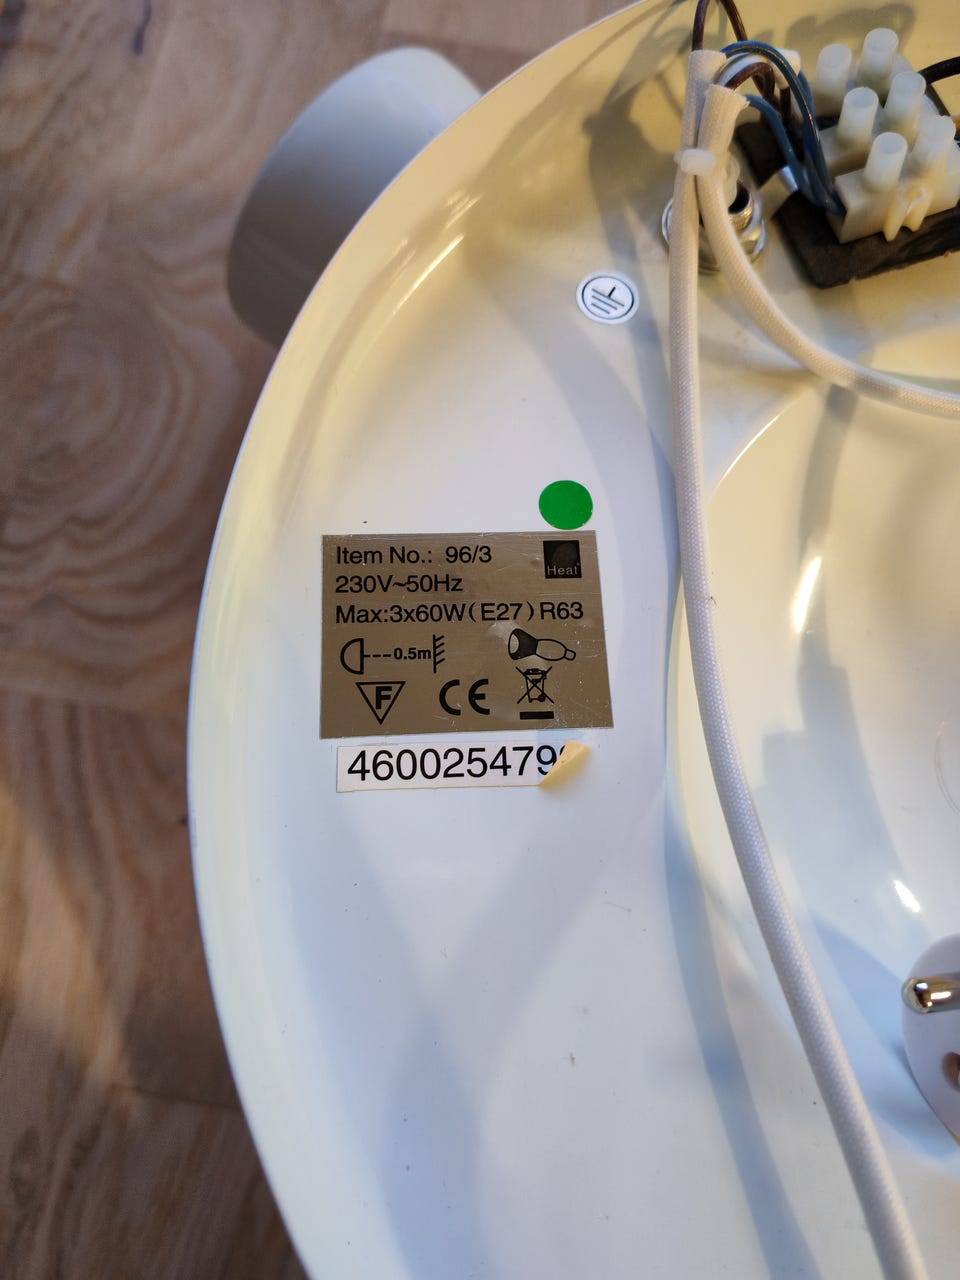 Item No.: 96/3
Heat
230V~50Hz
Max:3x60W(E27) R63
0.5m
F
CE
460025479